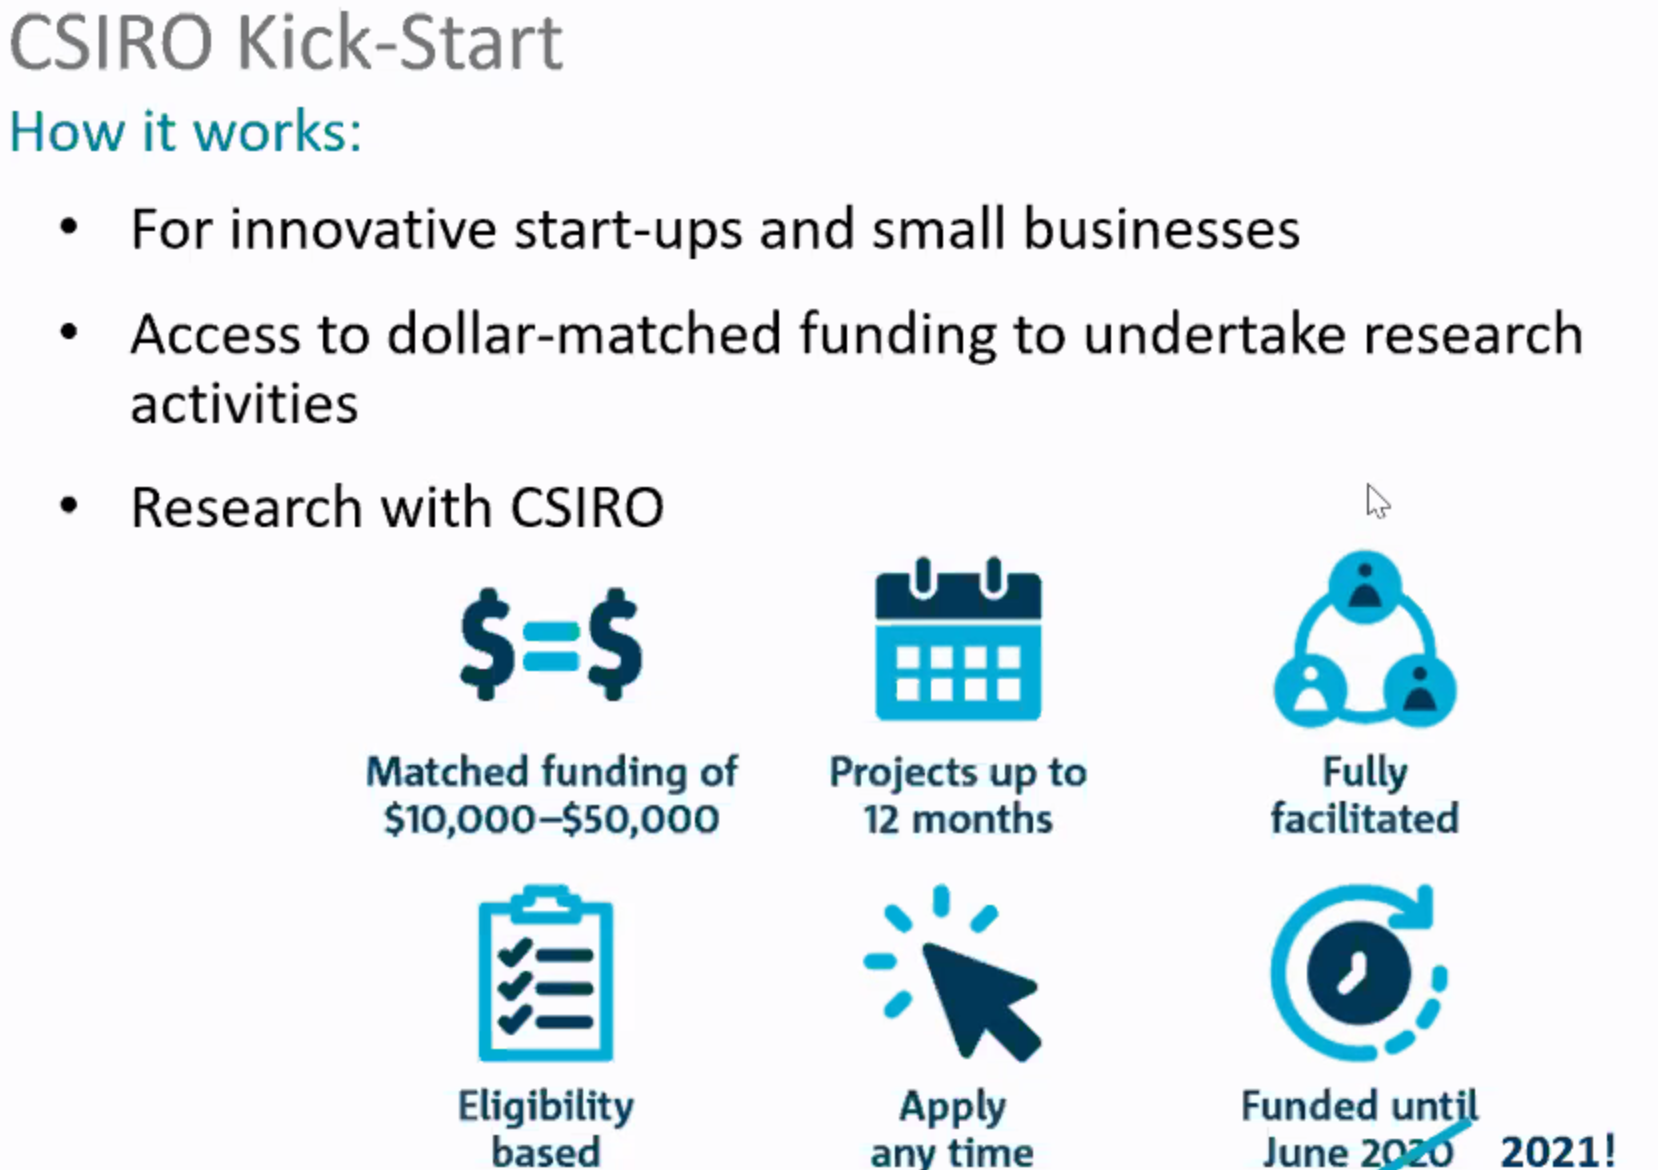 CSIRO Kick-Start
How it works:
• For innovative start-ups and small businesses
• Access to dollar-matched funding to undertake research
activities
• Research with CSIRO
$=$
Matched funding of
$10,000–$50,000
Projects up to
12 months
Fully
facilitated
Eligibility
based
Apply
any time
Funded until
June 2020 2021!